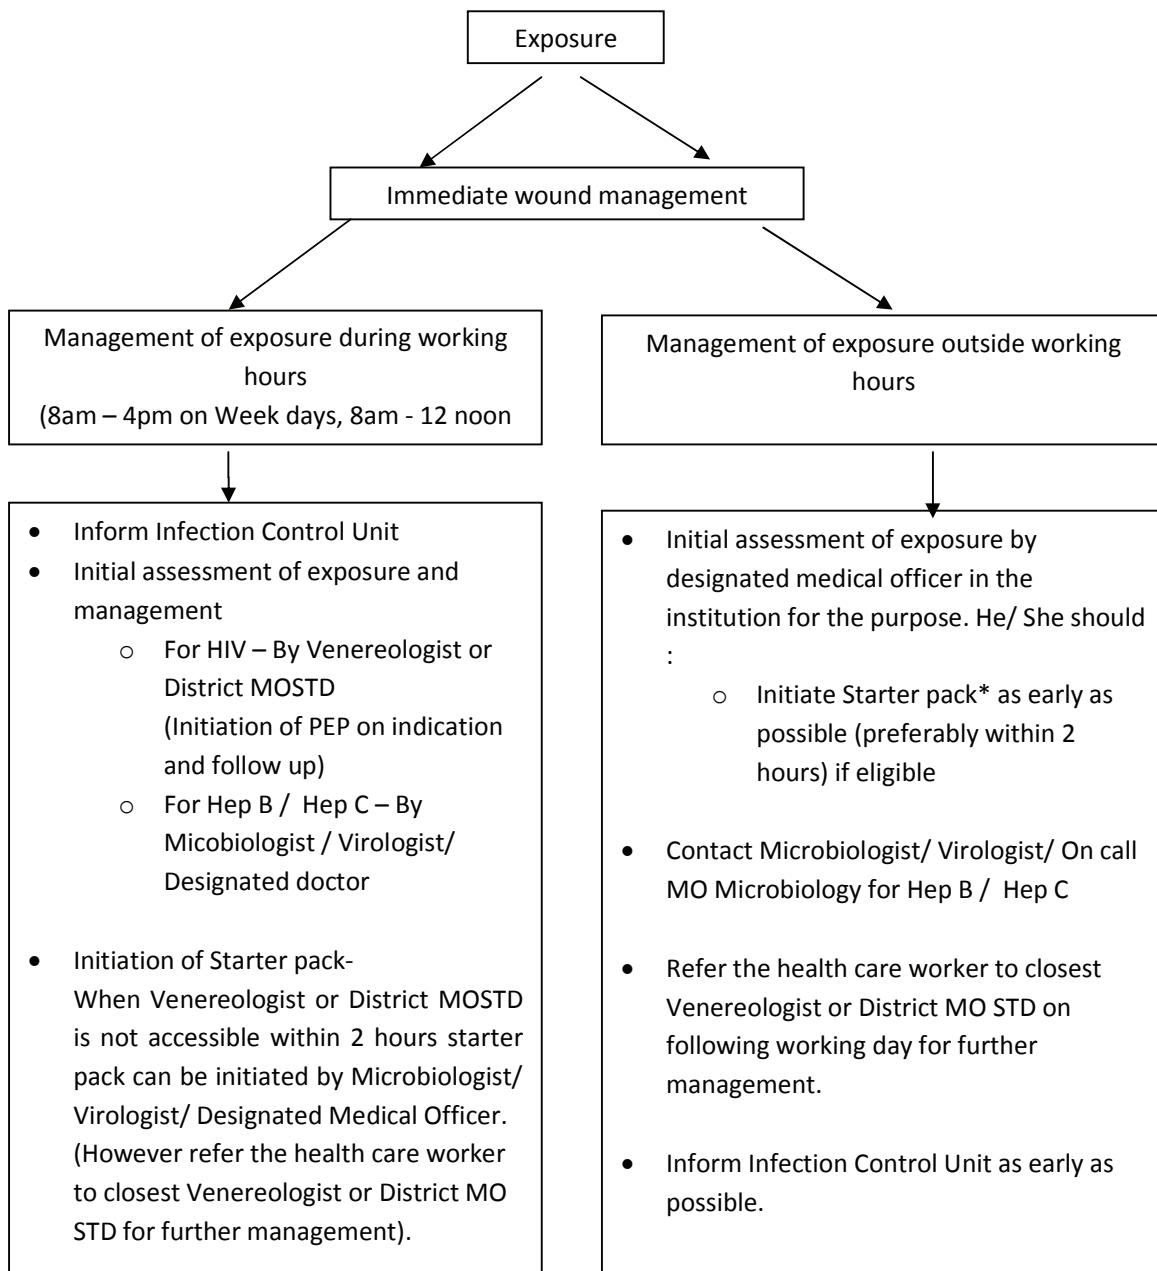 Exposure
Immediate wound management
Management of exposure during working
hours
(8am – 4pm on Week days, 8am - 12 noon
Management of exposure outside working
hours
• Inform Infection Control Unit
• Initial assessment of exposure and
management
o For HIV – By Venereologist or
District MOSTD
(Initiation of PEP on indication
and follow up)
o For Hep B / Hep C – By
Micobiologist / Virologist/
Designated doctor
• Initiation of Starter pack-
When Venereologist or District MOSTD
is not accessible within 2 hours starter
pack can be initiated by Microbiologist/
Virologist/ Designated Medical Officer.
(However refer the health care worker
to closest Venereologist or District MO
STD for further management).
• Initial assessment of exposure by
designated medical officer in the
institution for the purpose. He/ She should
:
o Initiate Starter pack* as early as
possible (preferably within 2
hours) if eligible
• Contact Microbiologist/ Virologist/ On call
MO Microbiology for Hep B / Hep C
• Refer the health care worker to closest
Venereologist or District MO STD on
following working day for further
management.
• Inform Infection Control Unit as early as
possible.